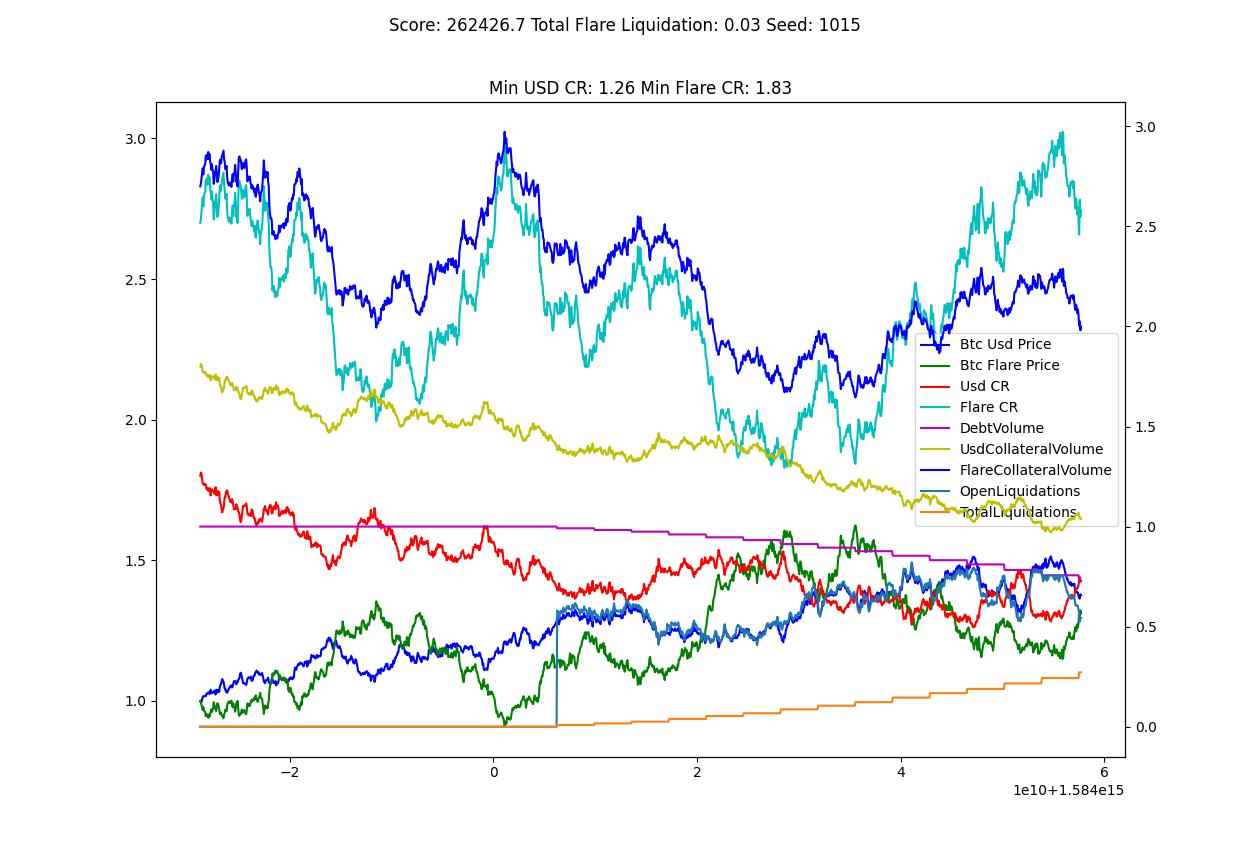 Score: 262426.7 Total Flare Liquidation: 0.03 Seed: 1015
Min USD CR: 1.26 Min Flare CR: 1.83
3.0
2.5
2.0
1.5
1.0
3.0
2.5
2.0
1.5
1.0
0.5
0.0
Btc Usd Price
Btc Flare Price
Usd CR
Flare CR
DebtVolume
UsdCollateralVolume
FlareCollateralVolume
OpenLiquidations
TotalLiquidations
−2 0 2 4 6
1e10+1.584e15